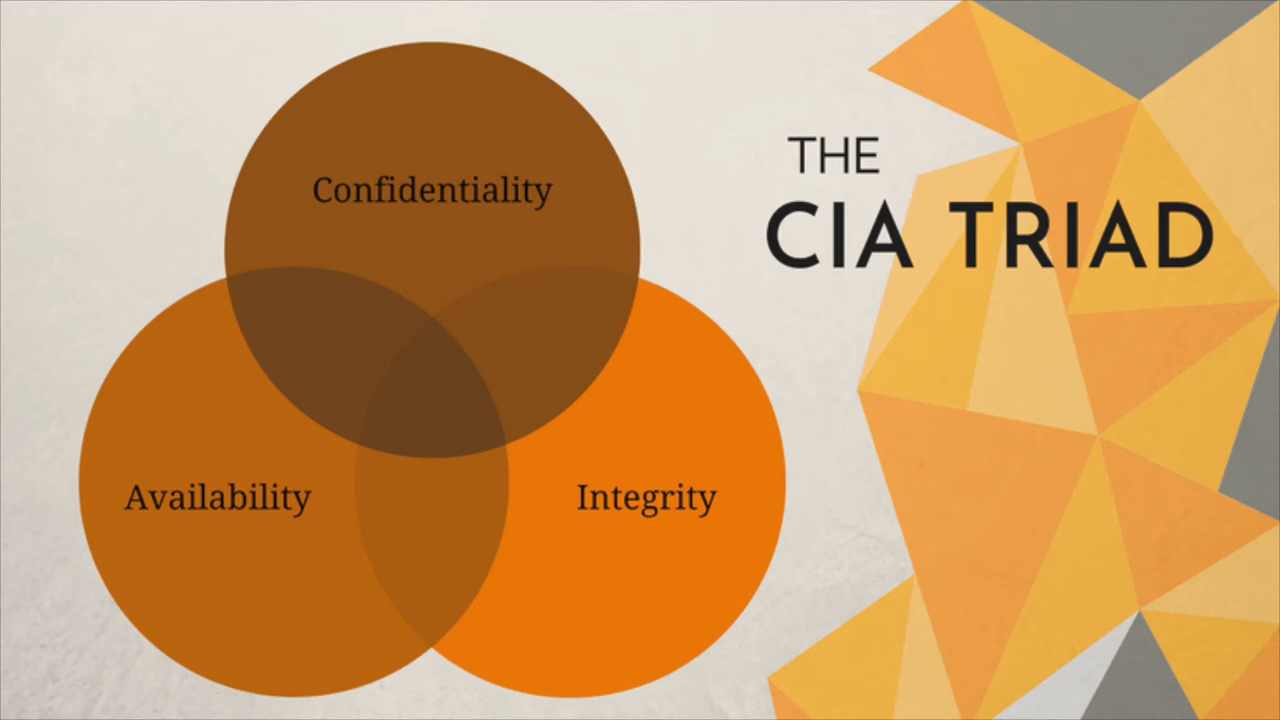 THE
CIA TRIAD
Confidentiality
Availability
Integrity